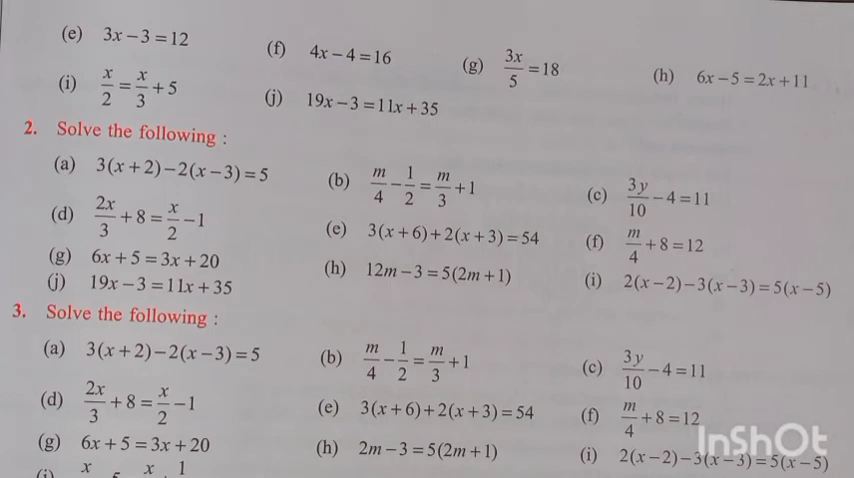 (e) 3x − 3 = 12 (f) 4x − 4 = 16 (g) 3x/5 = 18 (h) 6x − 5 = 2x + 11
(i) x/2 = x/3 + 5 (j) 19x − 3 = 11x + 35
2. Solve the following :
(a) 3(x + 2) − 2(x − 3) = 5 (b) m/4 − 1/2 = m/3 + 1 (c) 3y/10 − 4 = 11
(d) 2x/3 + 8 = x/2 − 1 (e) 3(x + 6) + 2(x + 3) = 54 (f) m/4 + 8 = 12
(g) 6x + 5 = 3x + 20 (h) 12m − 3 = 5(2m + 1) (i) 2(x − 2) − 3(x − 3) = 5(x − 5)
(j) 19x − 3 = 11x + 35
3. Solve the following :
(a) 3(x + 2) − 2(x − 3) = 5 (b) m/4 − 1/2 = m/3 + 1 (c) 3y/10 − 4 = 11
(d) 2x/3 + 8 = x/2 − 1 (e) 3(x + 6) + 2(x + 3) = 54 (f) m/4 + 8 = 12
(g) 6x + 5 = 3x + 20 (h) 2m − 3 = 5(2m + 1) (i) 2(x − 2) − 3(x − 3) = 5(x − 5)
InShOt